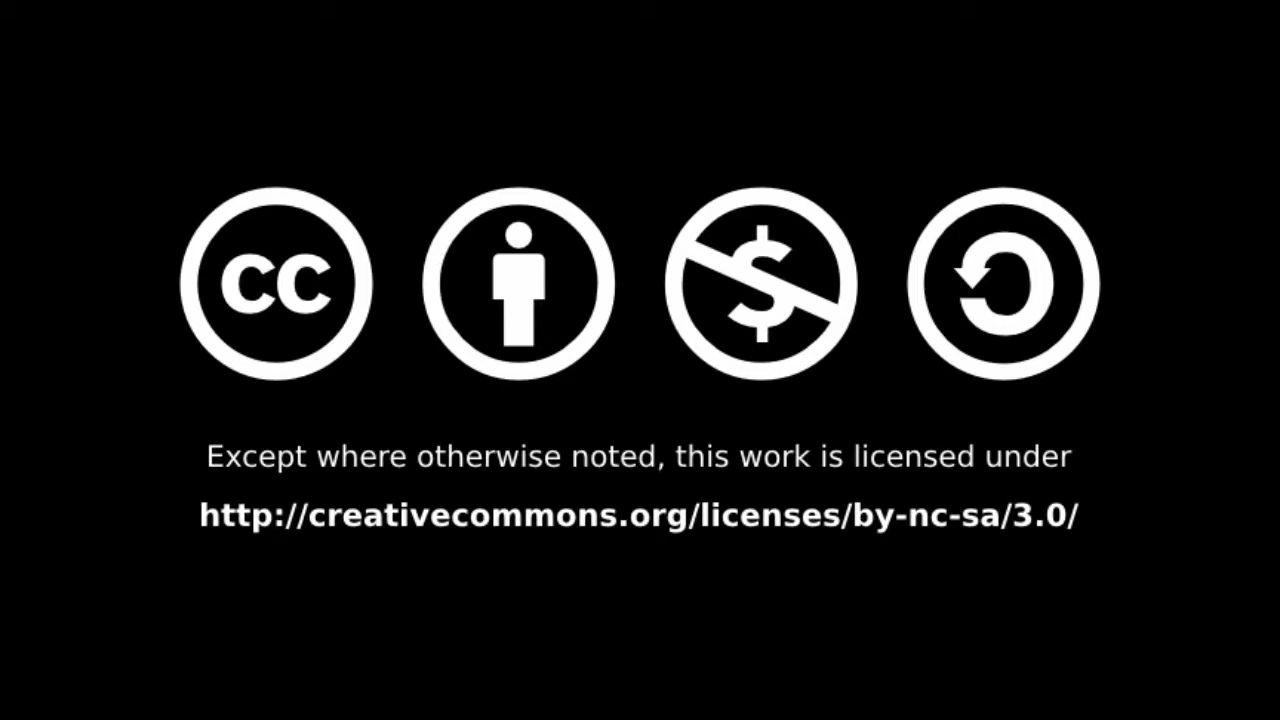 cc
Except where otherwise noted, this work is licensed under
http://creativecommons.org/licenses/by-nc-sa/3.0/